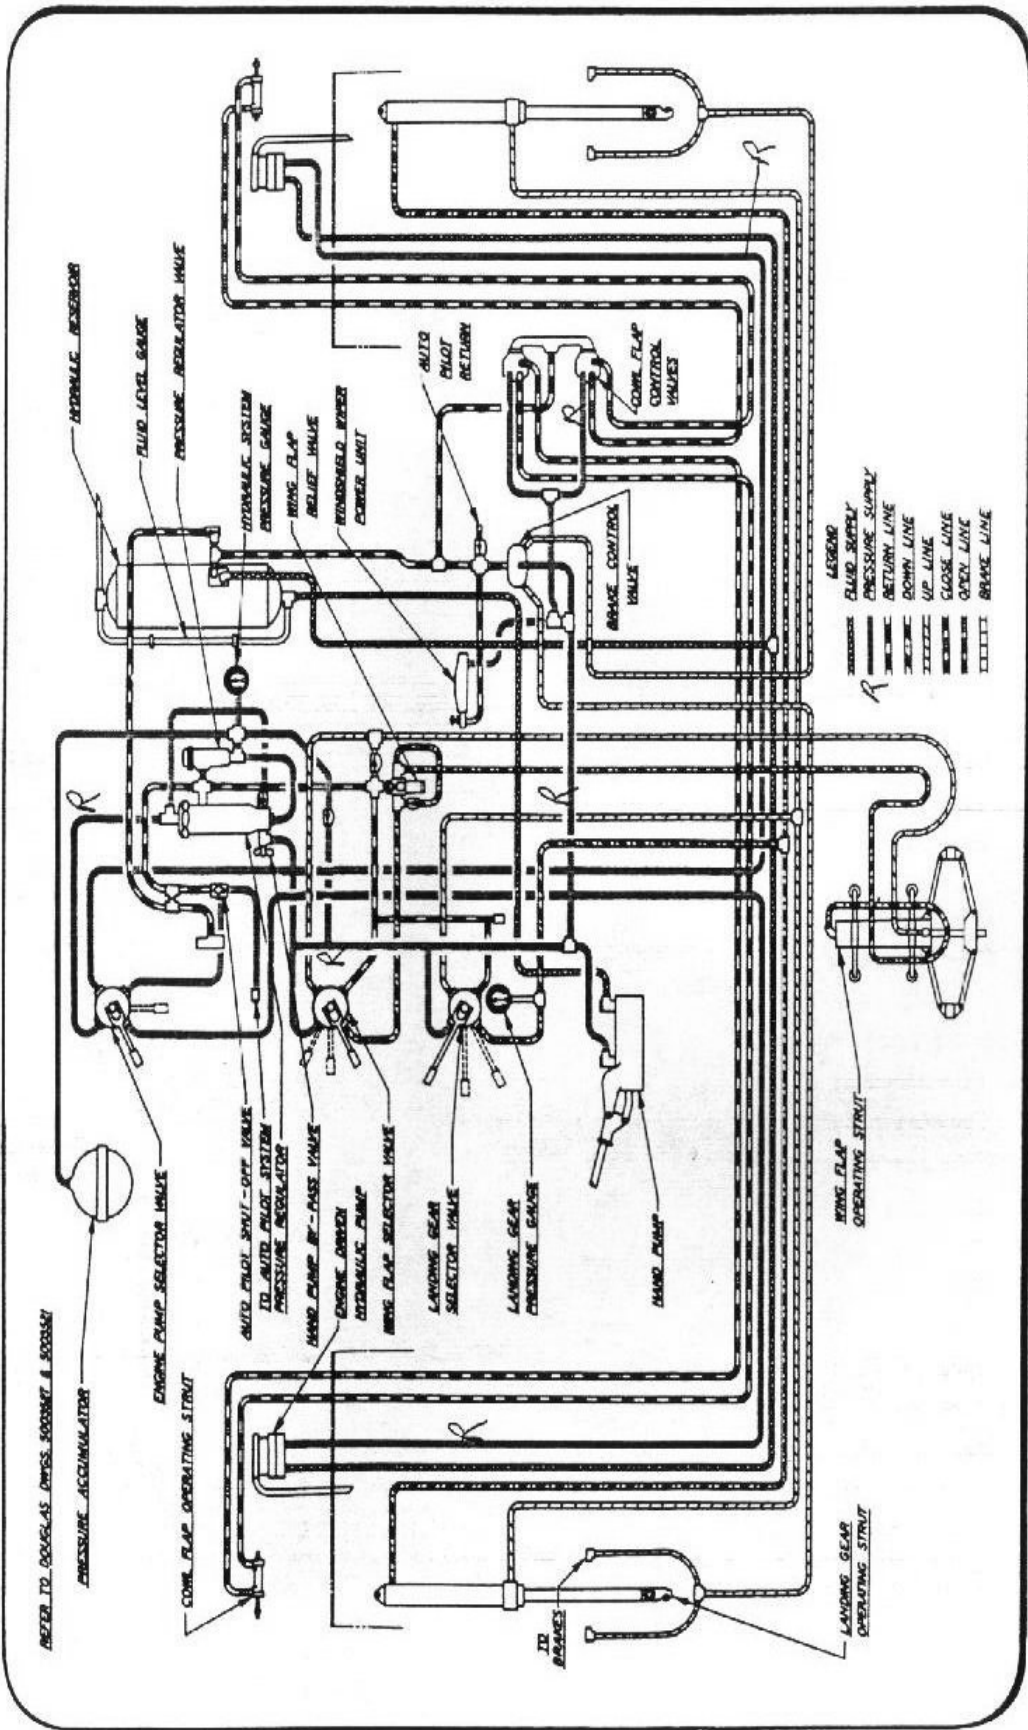 REFER TO DOUGLAS DWGS. 5003527 & 5003521
PRESSURE ACCUMULATOR
ENGINE PUMP SELECTOR VALVE
COWL FLAP OPERATING STRUT
AUTO PILOT SHUT-OFF VALVE
TO AUTO PILOT SYSTEM
PRESSURE REGULATOR
HAND PUMP BY-PASS VALVE
ENGINE DRIVEN
HYDRAULIC PUMP
WING FLAP SELECTOR VALVE
LANDING GEAR
SELECTOR VALVE
LANDING GEAR
PRESSURE GAUGE
HAND PUMP
TO
BRAKES
LANDING GEAR
OPERATING STRUT
WING FLAP
OPERATING STRUT
HYDRAULIC RESERVOIR
FLUID LEVEL GAUGE
PRESSURE REGULATOR VALVE
HYDRAULIC SYSTEM
PRESSURE GAUGE
WING FLAP
RELIEF VALVE
WINDSHIELD WIPER
POWER UNIT
AUTO
PILOT
RETURN
COWL FLAP
CONTROL
VALVES
BRAKE CONTROL
VALVE
R
R
R
R
R
R
LEGEND
FLUID SUPPLY
R PRESSURE SUPPLY
RETURN LINE
DOWN LINE
UP LINE
CLOSE LINE
OPEN LINE
BRAKE LINE